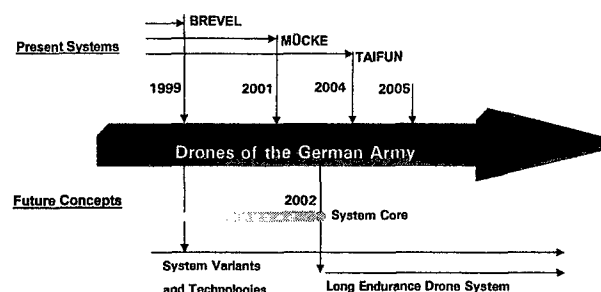 BREVEL
Present Systems
MÜCKE
TAIFUN
1999
2001
2004
2005
Drones of the German Army
Future Concepts
2002
System Core
System Variants
and Technologies
Long Endurance Drone System